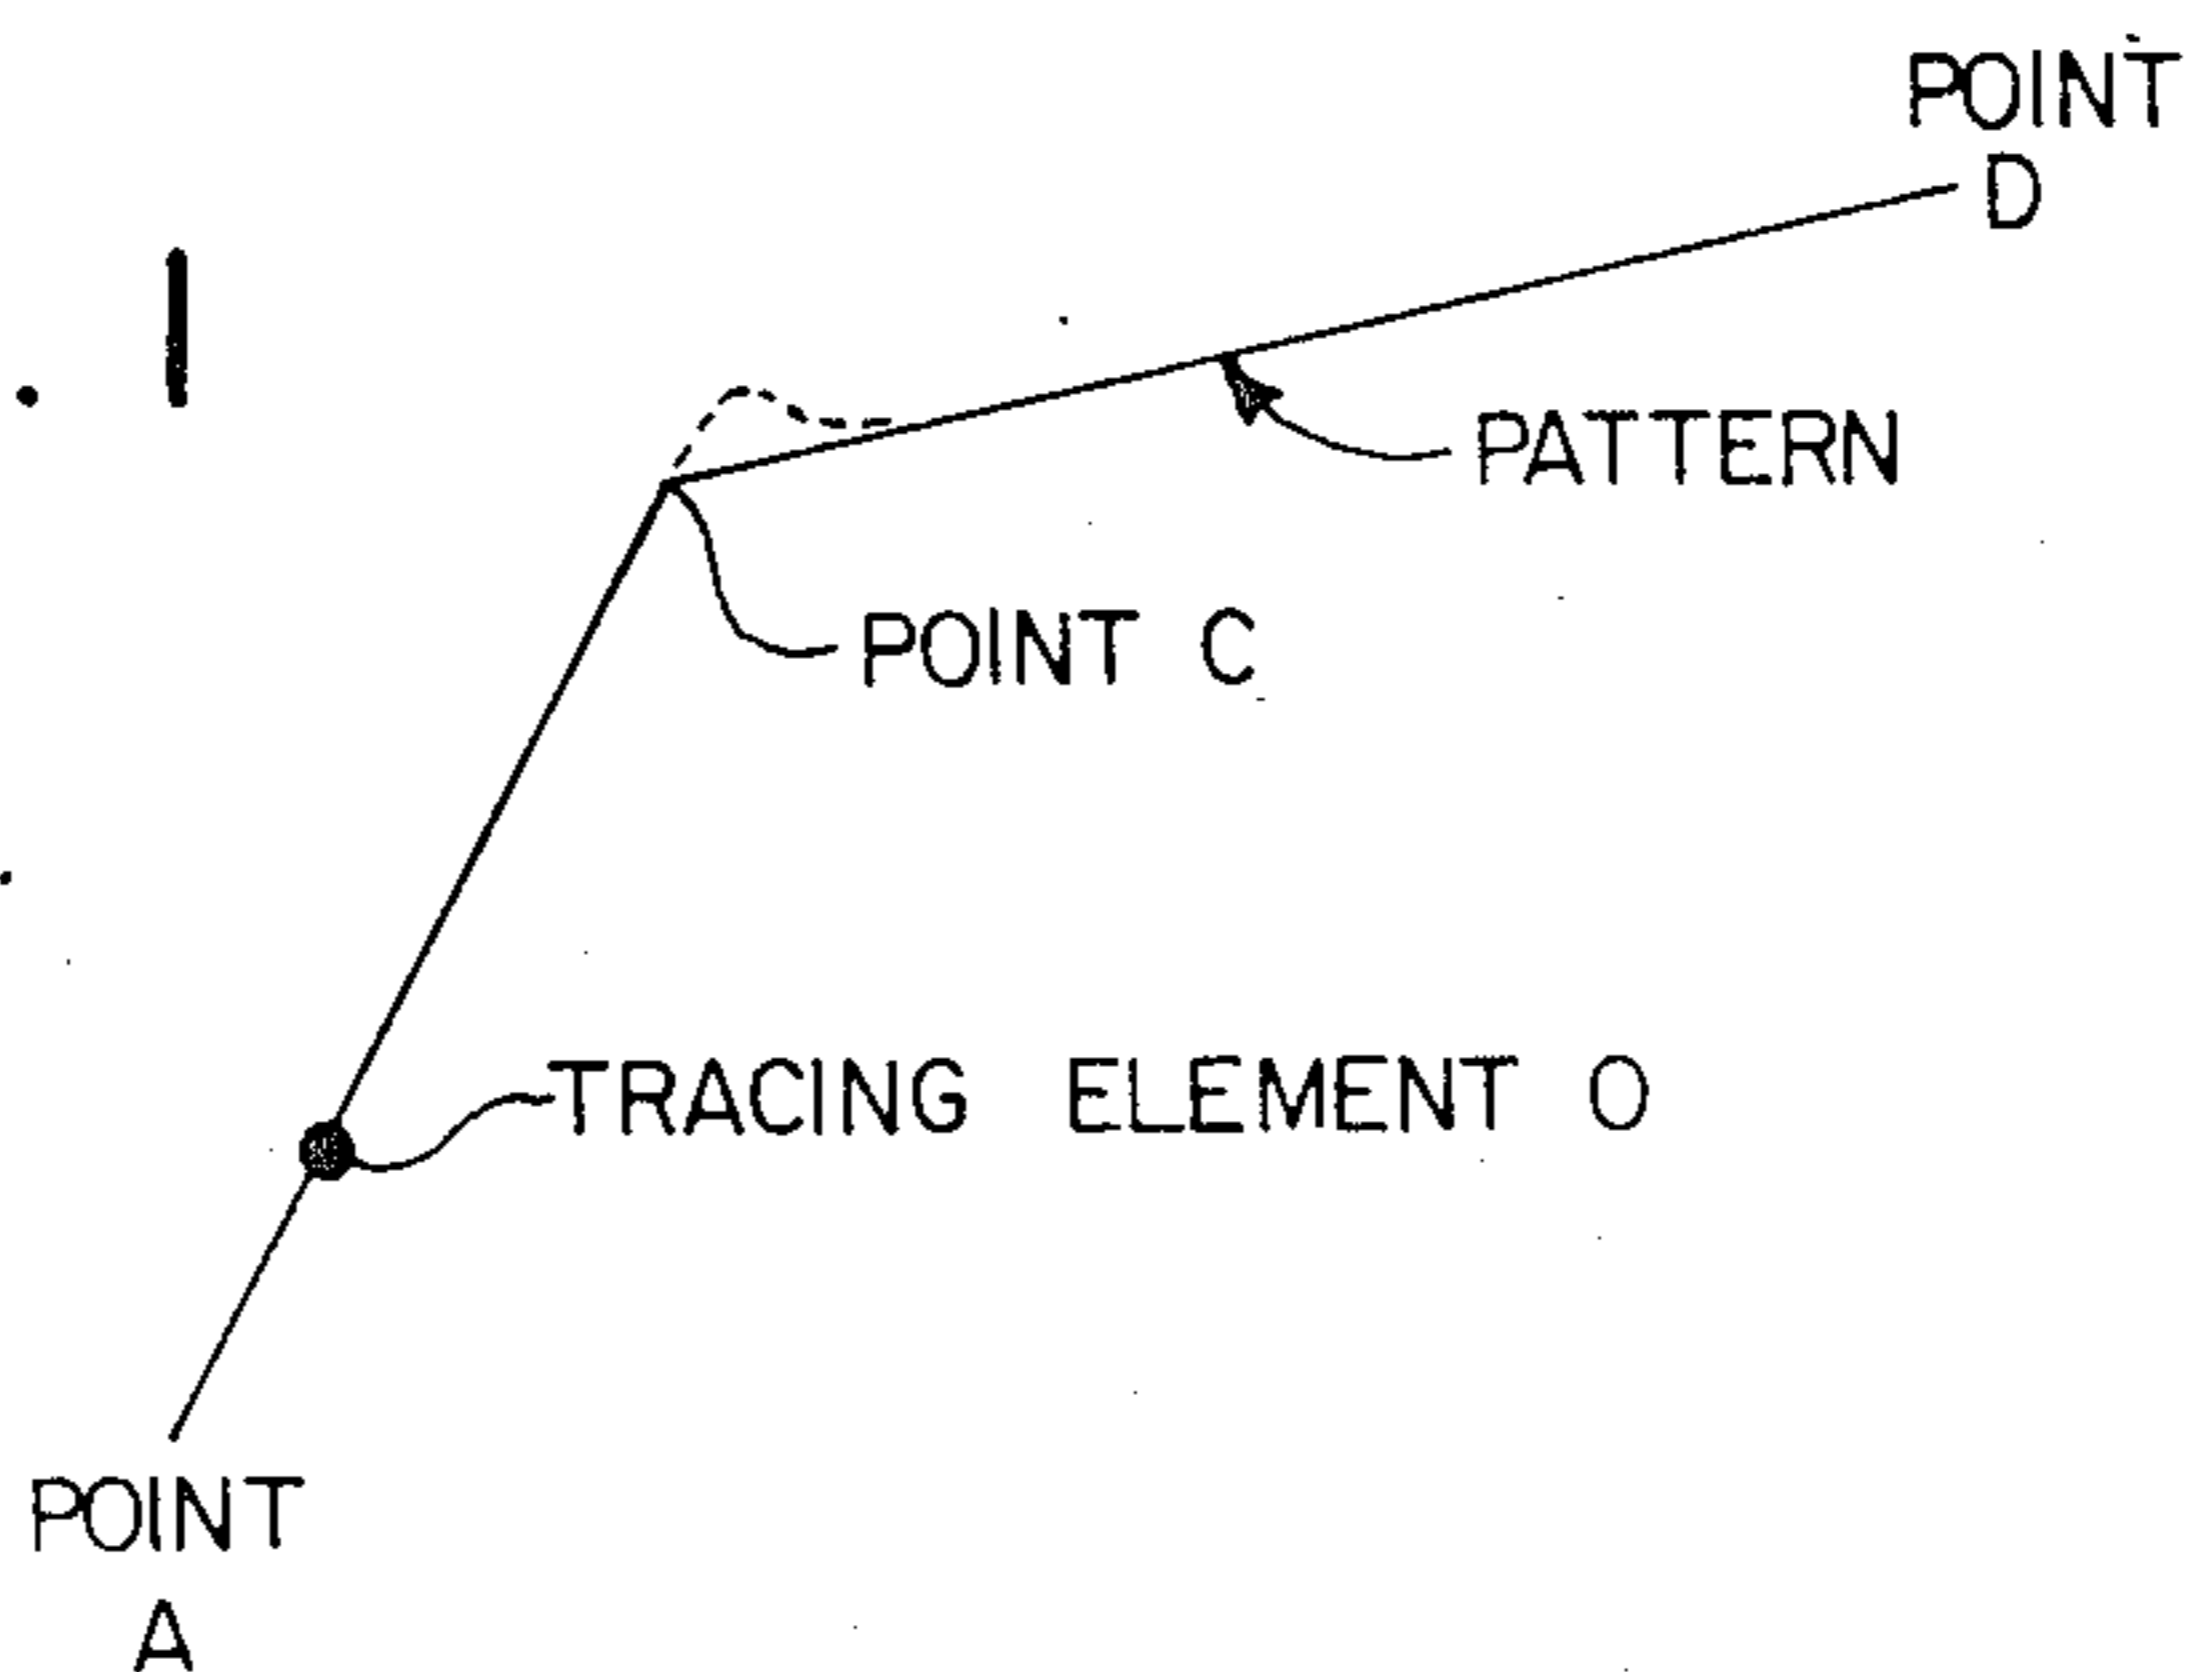 POINT
D
. 1
PATTERN
POINT C
TRACING ELEMENT O
POINT
A